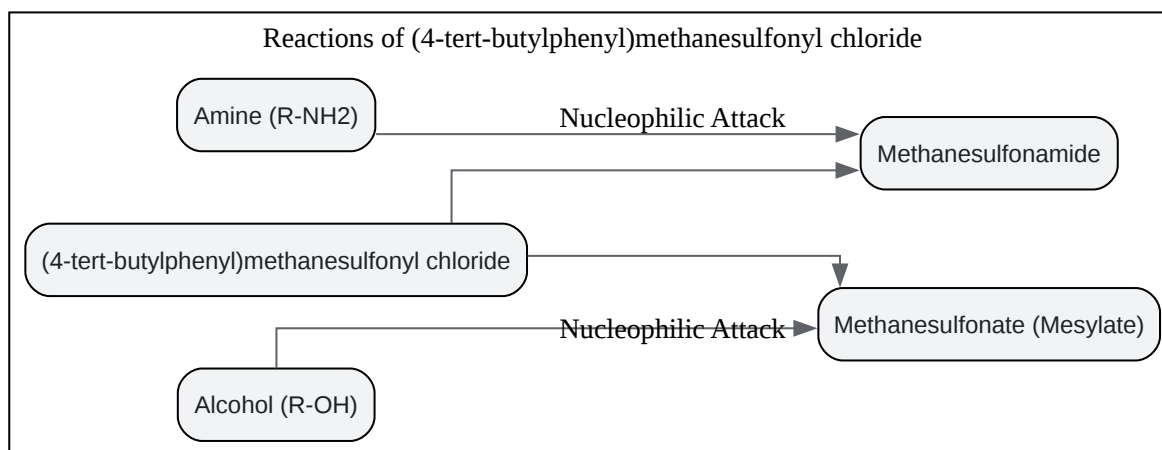 Reactions of (4-tert-butylphenyl)methanesulfonyl chloride
Amine (R-NH2)
Nucleophilic Attack
Methanesulfonamide
(4-tert-butylphenyl)methanesulfonyl chloride
Methanesulfonate (Mesylate)
Nucleophilic Attack
Alcohol (R-OH)